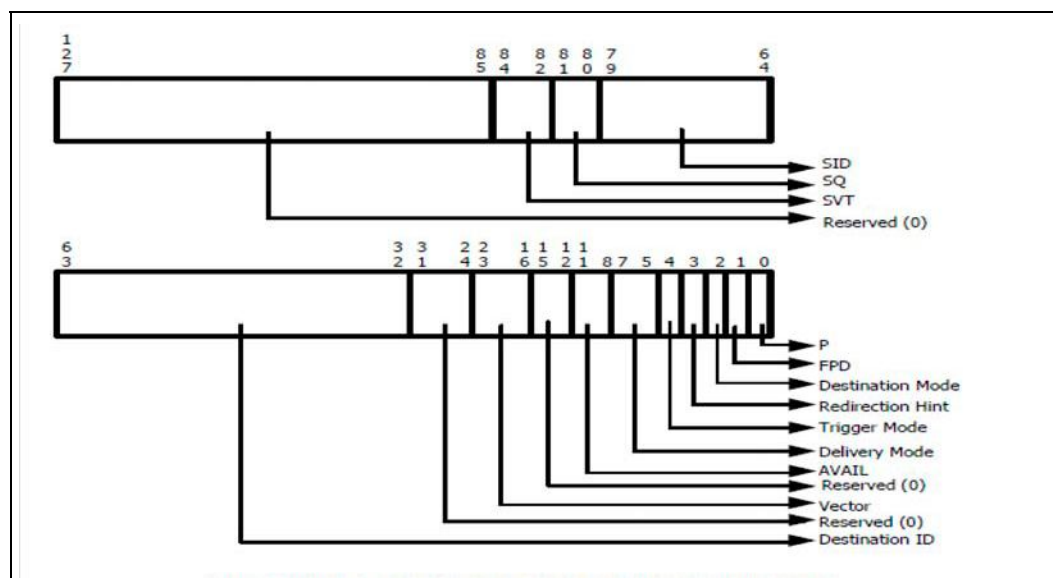 127 85 84 82 81 80 79 64
SID
SQ
SVT
Reserved (0)
63 32 31 24 23 16 15 12 11 8 7 5 4 3 2 1 0
P
FPD
Destination Mode
Redirection Hint
Trigger Mode
Delivery Mode
AVAIL
Reserved (0)
Vector
Reserved (0)
Destination ID